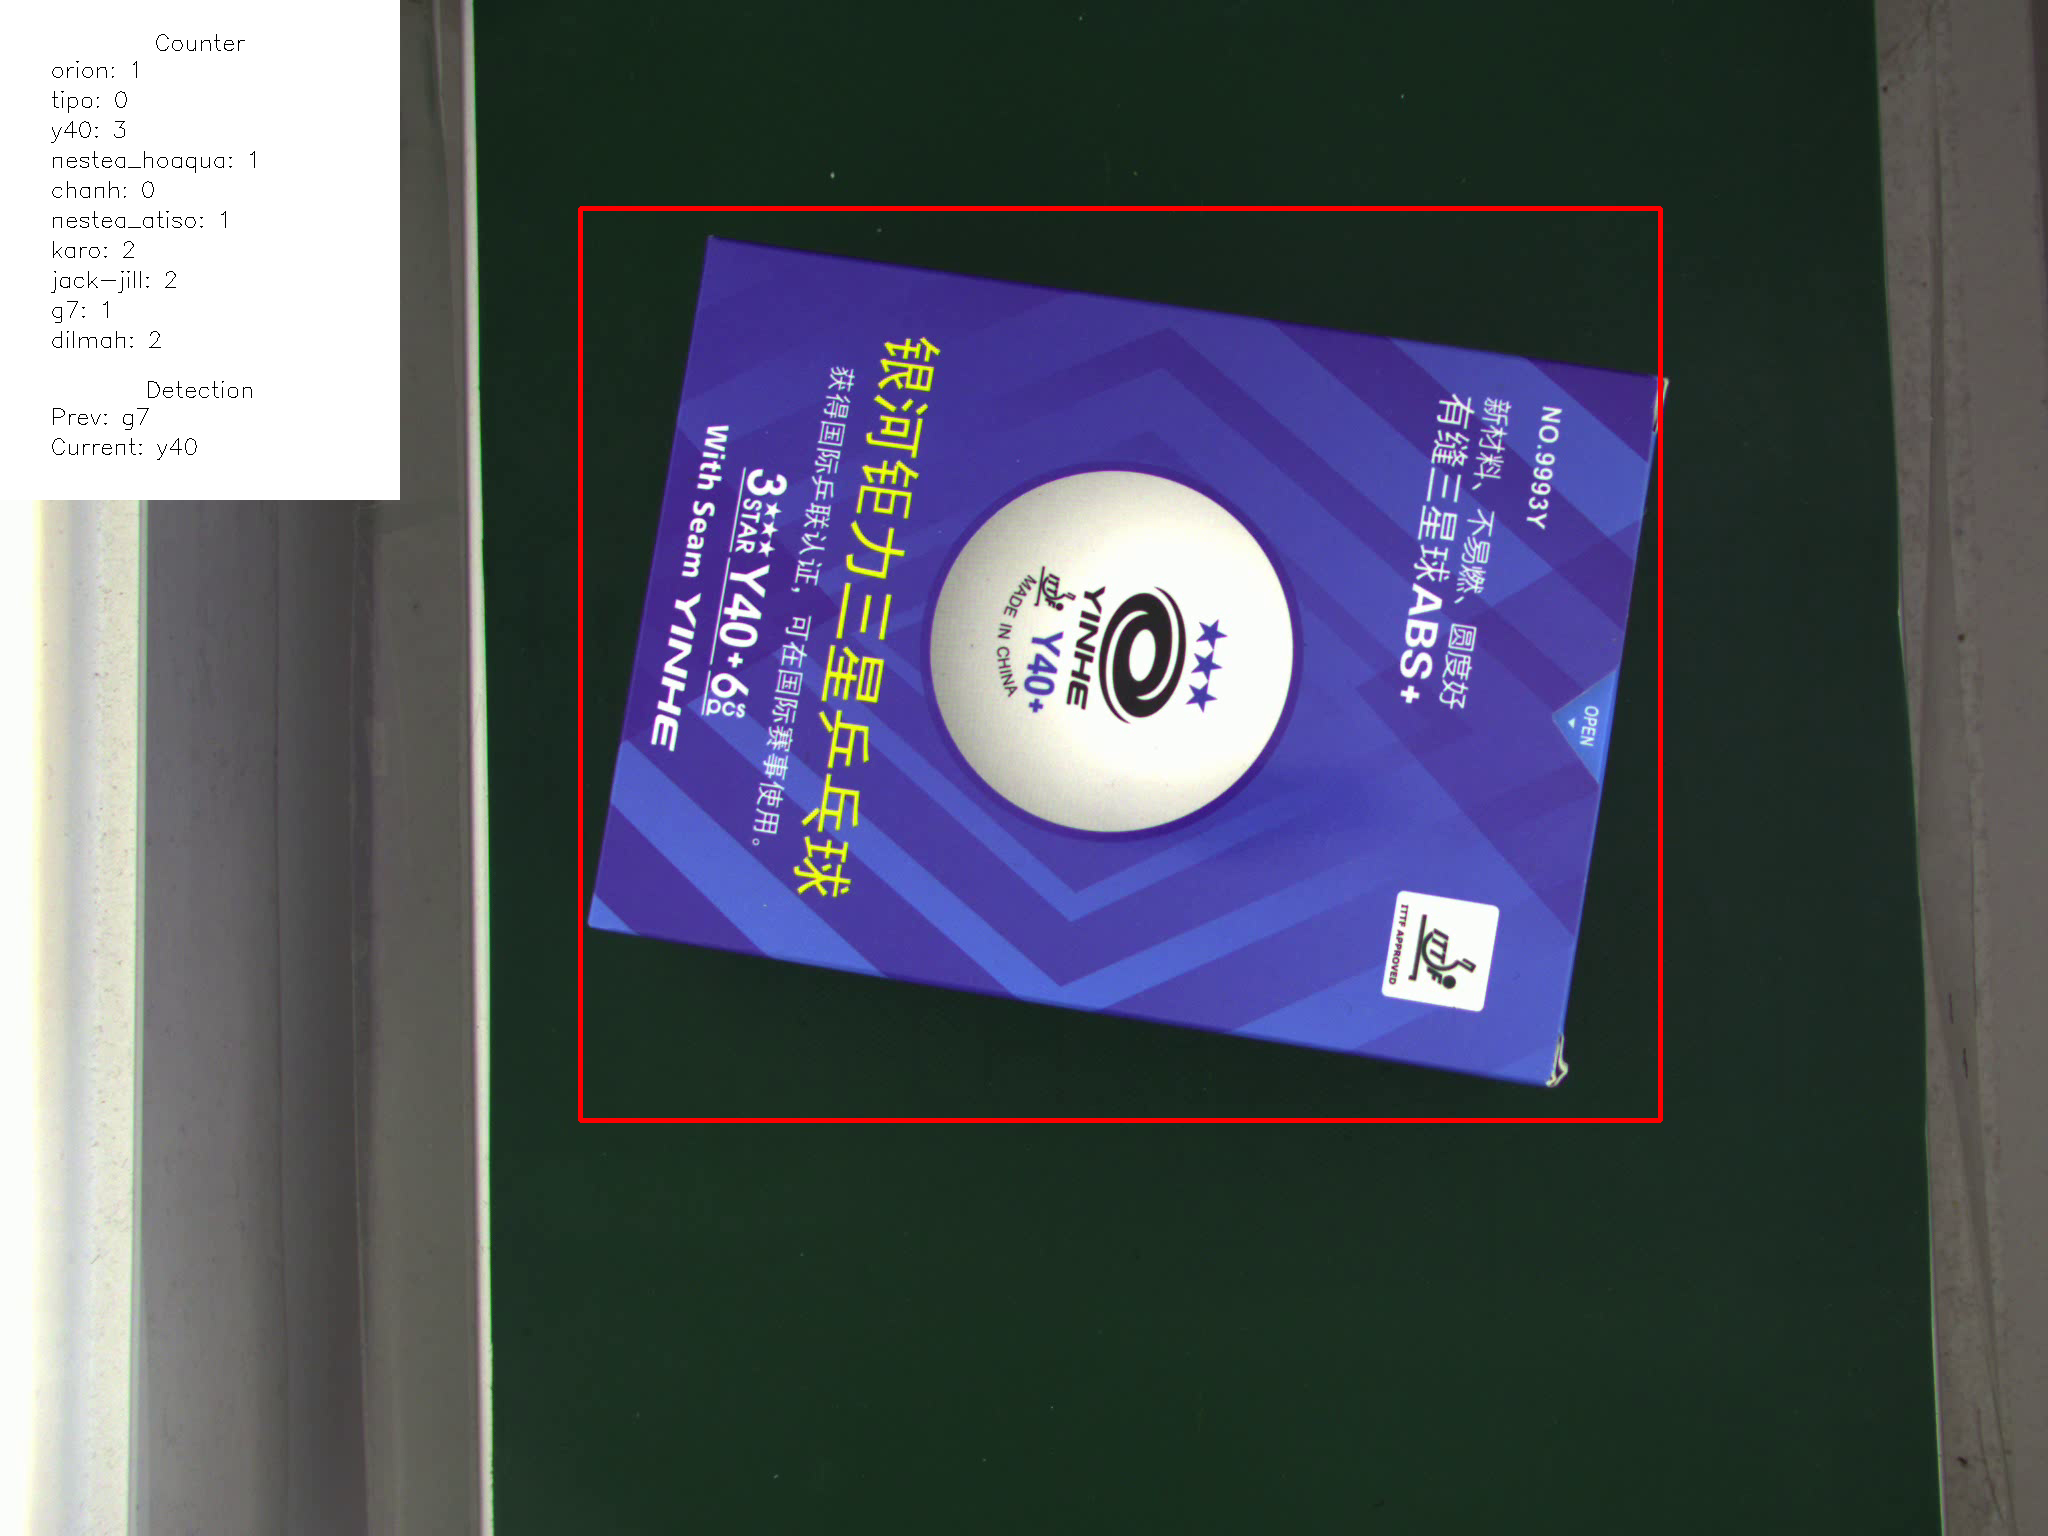 Counter
orion: 1
tipo: 0
y40: 3
nestea_hoaqua: 1
chanh: 0
nestea_atiso: 1
karo: 2
jack-jill: 2
g7: 1
dilmah: 2
Detection
Prev: g7
Current: y40
NO.9993Y
新材料、不易燃、圆度好
有缝三星球ABS+
OPEN
★★★
YINHE
ITTF Y40+
MADE IN CHINA
银河钜力三星乒乓球
获得国际乒联认证，可在国际赛事使用。
3★★★STAR Y40+ 6pcs
With Seam YINHE
ITTF
ITTF APPROVED